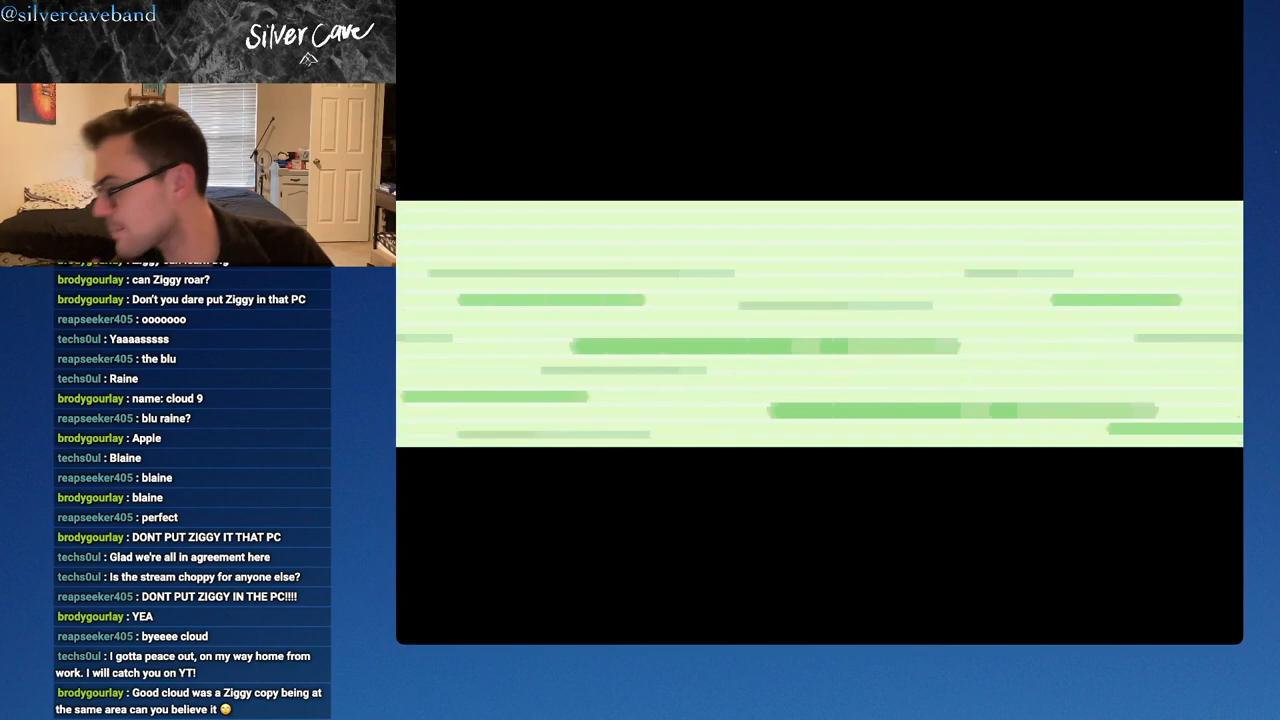 @silvercaveband
Silver Cave
brodygourlay : can Ziggy roar?
brodygourlay : Don't you dare put Ziggy in that PC
reapseeker405 : ooooooo
techs0ul : Yaaaasssss
reapseeker405 : the blu
techs0ul : Raine
brodygourlay : name: cloud 9
reapseeker405 : blu raine?
brodygourlay : Apple
techs0ul : Blaine
reapseeker405 : blaine
brodygourlay : blaine
reapseeker405 : perfect
brodygourlay : DONT PUT ZIGGY IT THAT PC
techs0ul : Glad we're all in agreement here
techs0ul : Is the stream choppy for anyone else?
reapseeker405 : DONT PUT ZIGGY IN THE PC!!!!
brodygourlay : YEA
reapseeker405 : byeeee cloud
techs0ul : I gotta peace out, on my way home from
work. I will catch you on YT!
brodygourlay : Good cloud was a Ziggy copy being at
the same area can you believe it